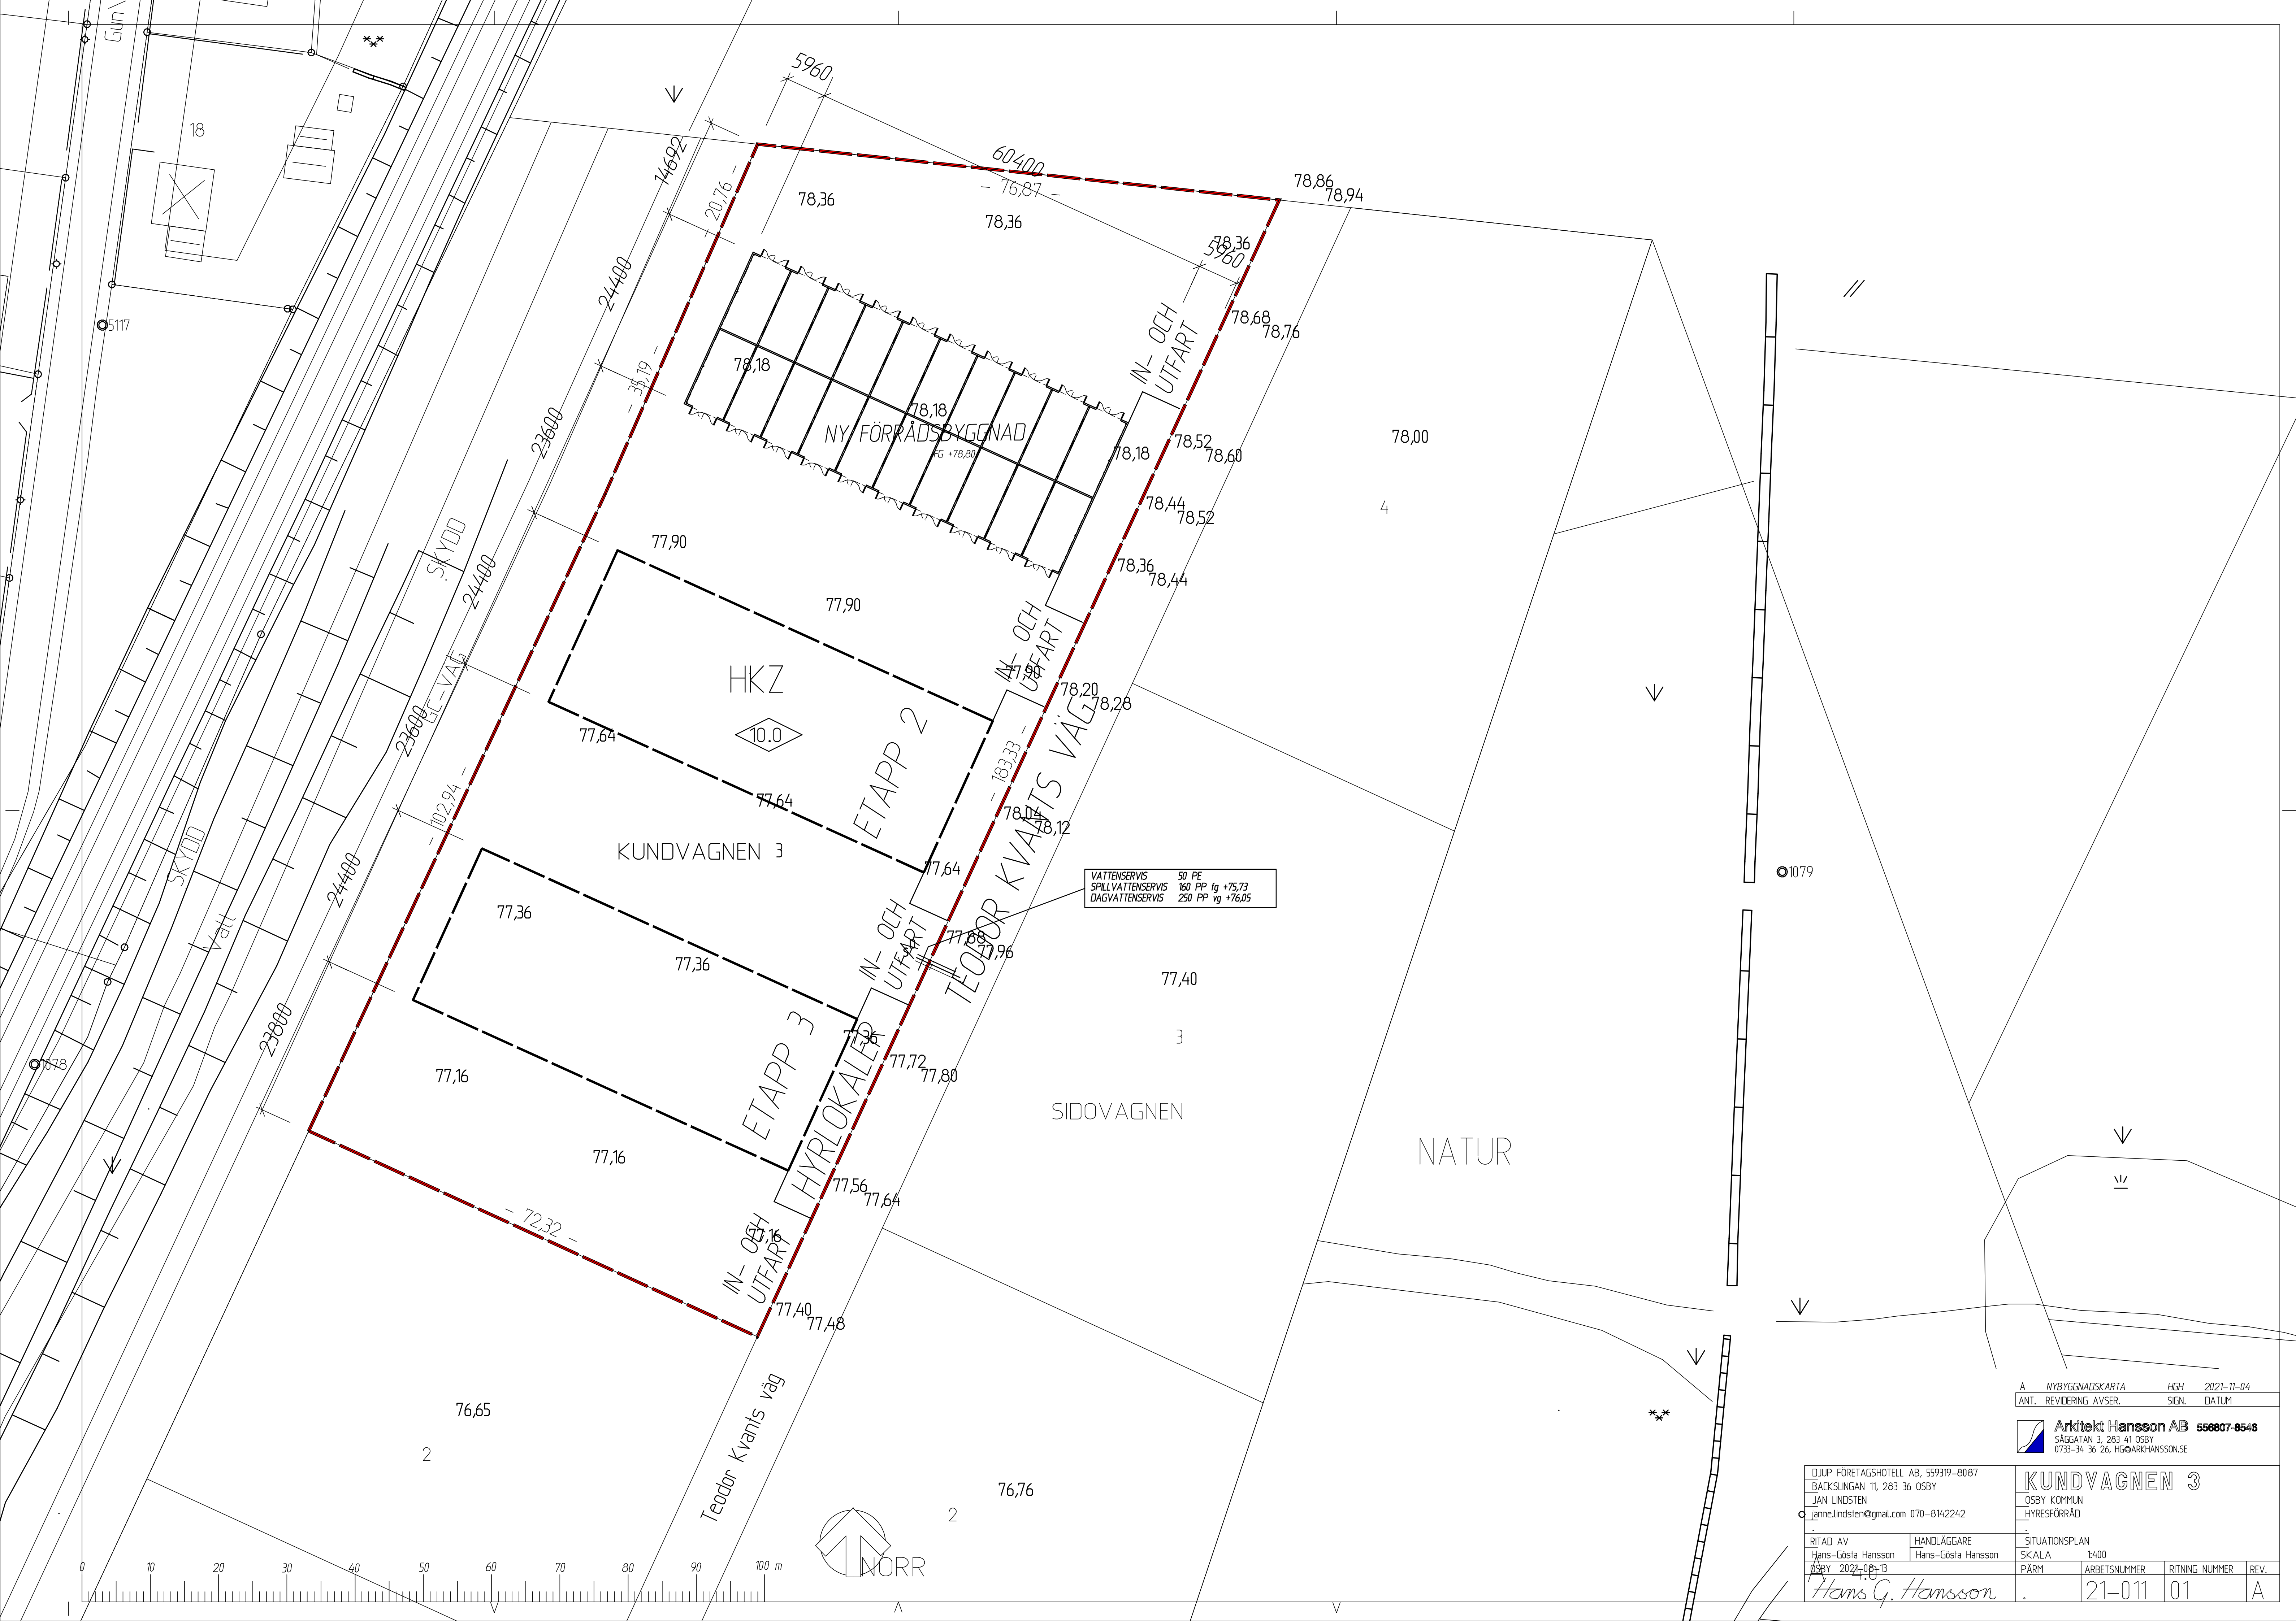 Gun
18
5117
5960
60400
14692
- 20,76 -
- 76,87 -
78,36
78,36
78,36
78,86
78,94
5960
24400
- 35,19 -
IN- OCH
UTFART
78,68
78,76
78,18
78,18
NY FÖRRÅDSBYGGNAD
FG +78,80
78,18
78,52
78,60
78,00
78,44
78,52
4
23600
SKYDD
24400
GC-VÄG
77,90
77,90
78,36
78,44
IN- OCH
UTFART
77,90
HKZ
10.0
ETAPP 2
78,20
78,28
77,64
23600
- 102,94 -
77,64
- 183,33 -
78,04
78,12
TEODOR KVANTS VÄG
KUNDVAGNEN 3
SKYDD
Vall
24400
77,64
VATTENSERVIS 50 PE
SPILLVATTENSERVIS 160 PP fg +75,73
DAGVATTENSERVIS 250 PP vg +76,05
1079
77,36
77,36
IN- OCH
UTFART
77,88
77,96
77,40
3
SIDOVAGNEN
NATUR
23800
1078
77,36
ETAPP 3
HYRLOKALER
77,72
77,80
77,16
77,16
77,56
77,64
- 72,32 -
IN- OCH
UTFART
77,16
77,40
77,48
76,65
2
Teodor Kvants väg
76,76
2
NORR
0 10 20 30 40 50 60 70 80 90 100 m
A NYBYGGNADSKARTA HGH 2021-11-04
ANT. REVIDERING AVSER. SIGN. DATUM
Arkitekt Hansson AB 556807-8546
SÅGGATAN 3, 283 41 OSBY
0733-34 36 26, HG@ARKHANSSON.SE
DJUP FÖRETAGSHOTELL AB, 559319-8087
BACKSLINGAN 11, 283 36 OSBY
JAN LINDSTEN
janne.lindsten@gmail.com 070-8142242
KUNDVAGNEN 3
OSBY KOMMUN
HYRESFÖRRÅD
SITUATIONSPLAN
RITAD AV HANDLÄGGARE
Hans-Gösta Hansson Hans-Gösta Hansson
SKALA 1:400
OSBY 2021-08-13
4.0
Hans G. Hansson
PÄRM ARBETSNUMMER RITNING NUMMER REV.
. 21-011 01 A